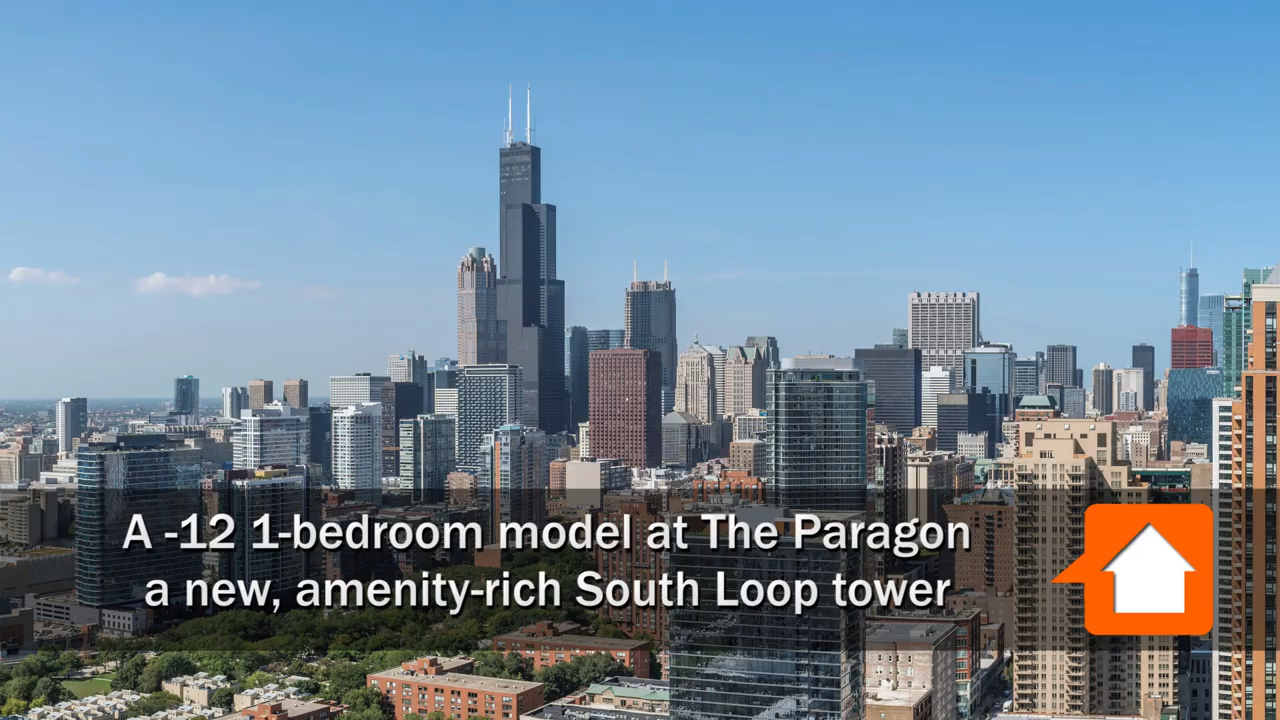 A -12 1-bedroom model at The Paragon
a new, amenity-rich South Loop tower